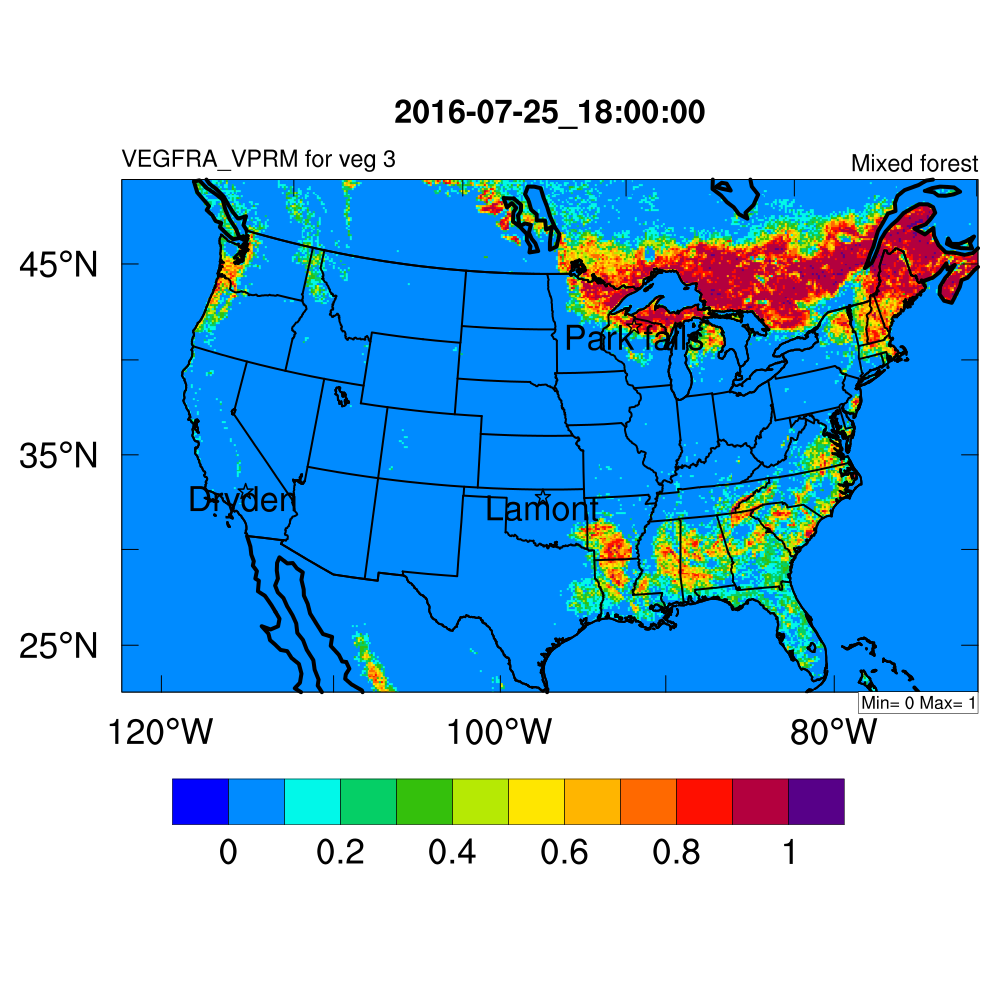 2016-07-25_18:00:00
VEGFRA_VPRM for veg 3
Mixed forest
45°N
Park falls
35°N
Dryden
Lamont
25°N
Min= 0 Max= 1
120°W 100°W 80°W
0 0.2 0.4 0.6 0.8 1